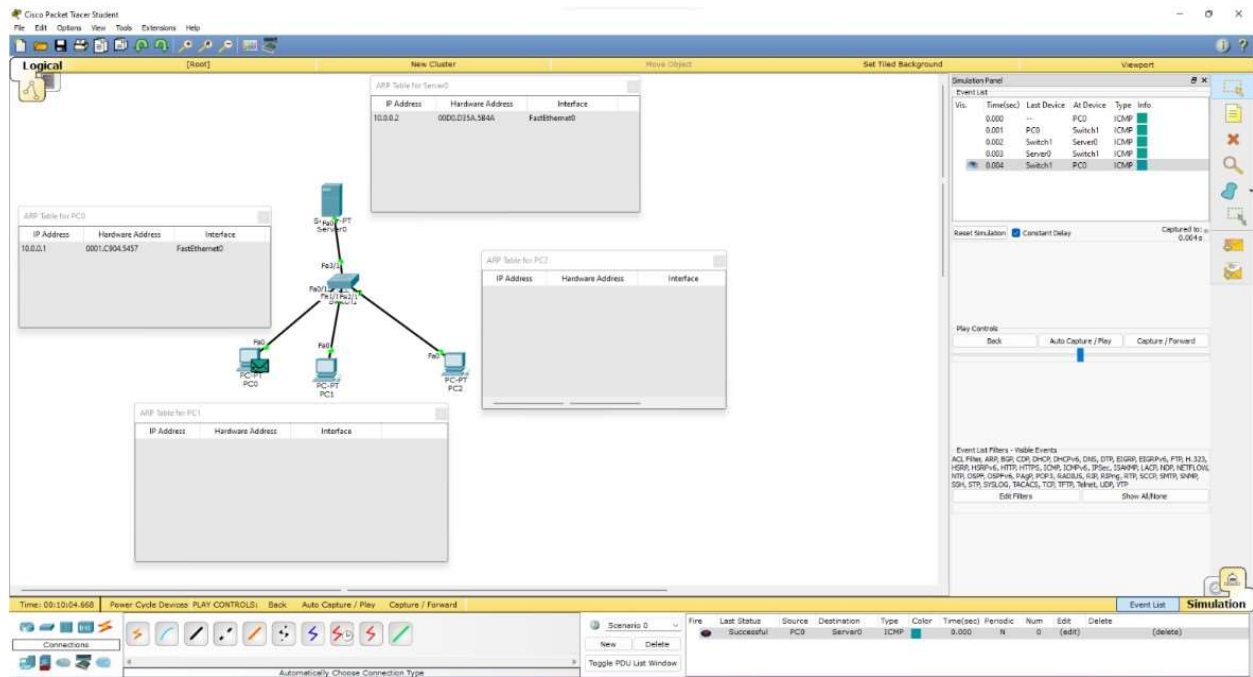 Cisco Packet Tracer Student
File Edit Options View Tools Extensions Help
Logical [Root] New Cluster Move Object Set Tiled Background Viewport
ARP Table for Server0
IP Address Hardware Address Interface
10.0.0.2 00D0.D35A.5B4A FastEthernet0
ARP Table for PC0
IP Address Hardware Address Interface
10.0.0.1 0001.C904.5457 FastEthernet0
ARP Table for PC2
IP Address Hardware Address Interface
ARP Table for PC1
IP Address Hardware Address Interface
Fa0
Server0
Fa3/1
Fa0/1
Fa1/1 Fa2/1
Fa0
Fa0
Fa0
PC-PT
PC0
PC-PT
PC1
PC-PT
PC2
Simulation Panel
Event List
Vis. Time(sec) Last Device At Device Type Info
0.000 -- PC0 ICMP
0.001 PC0 Switch1 ICMP
0.002 Switch1 Server0 ICMP
0.003 Server0 Switch1 ICMP
0.004 Switch1 PC0 ICMP
Reset Simulation Constant Delay Captured to:
0.004 s
Play Controls
Back Auto Capture / Play Capture / Forward
Event List Filters - Visible Events
ACL Filter, ARP, BGP, CDP, DHCP, DHCPv6, DNS, DTP, EIGRP, EIGRPv6, FTP, H.323,
HSRP, HSRPv6, HTTP, HTTPS, ICMP, ICMPv6, IPSec, ISAKMP, LACP, NDP, NETFLOW,
NTP, OSPF, OSPFv6, PAgP, POP3, RADIUS, RIP, RIPng, RTP, SCCP, SMTP, SNMP,
SSH, STP, SYSLOG, TACACS, TCP, TFTP, Telnet, UDP, VTP
Edit Filters Show All/None
Time: 00:10:04.668 Power Cycle Devices PLAY CONTROLS: Back Auto Capture / Play Capture / Forward Event List Simulation
Connections
Automatically Choose Connection Type
Scenario 0
New Delete
Toggle PDU List Window
Fire Last Status Source Destination Type Color Time(sec) Periodic Num Edit Delete
Successful PC0 Server0 ICMP 0.000 N 0 (edit) (delete)